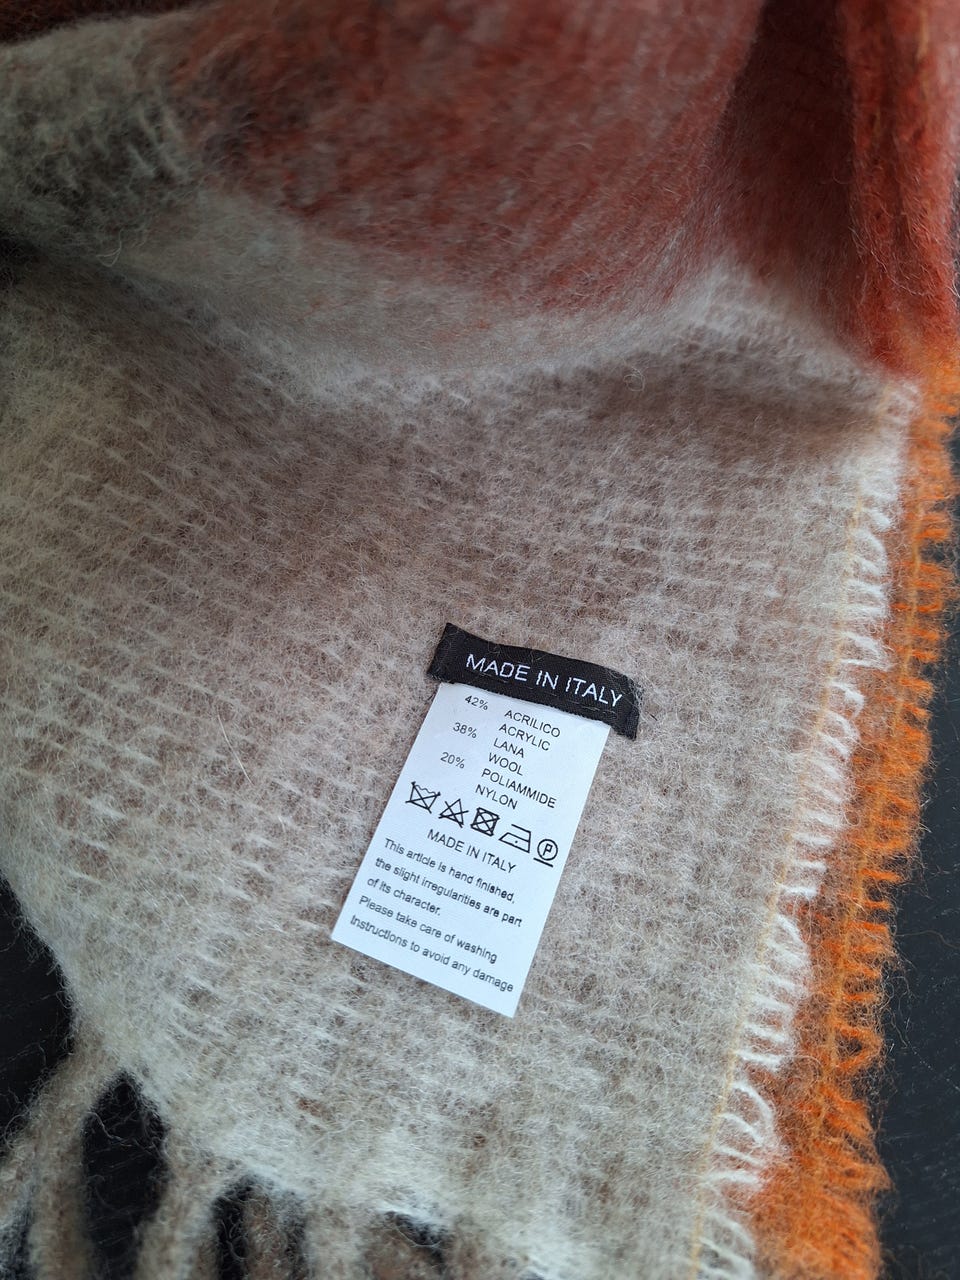 MADE IN ITALY
42% ACRILICO
ACRYLIC
38% LANA
WOOL
20% POLIAMMIDE
NYLON
P
MADE IN ITALY
This article is hand finished,
the slight irregularities are part
of its character.
Please take care of washing
Instructions to avoid any damage